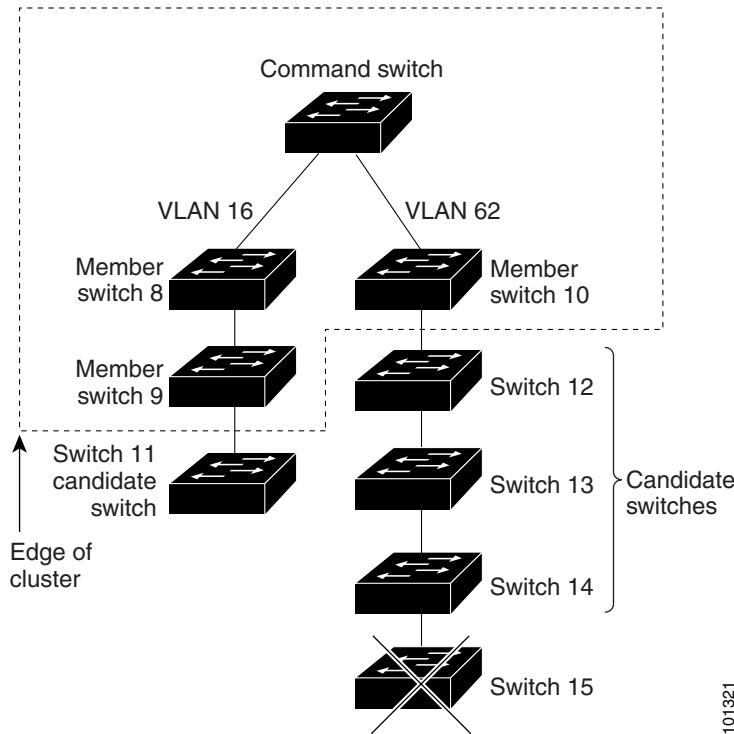 Command switch
VLAN 16
VLAN 62
Member
switch 8
Member
switch 10
Member
switch 9
Switch 12
Switch 11
candidate
switch
Switch 13
Candidate
switches
Edge of
cluster
Switch 14
Switch 15
101321